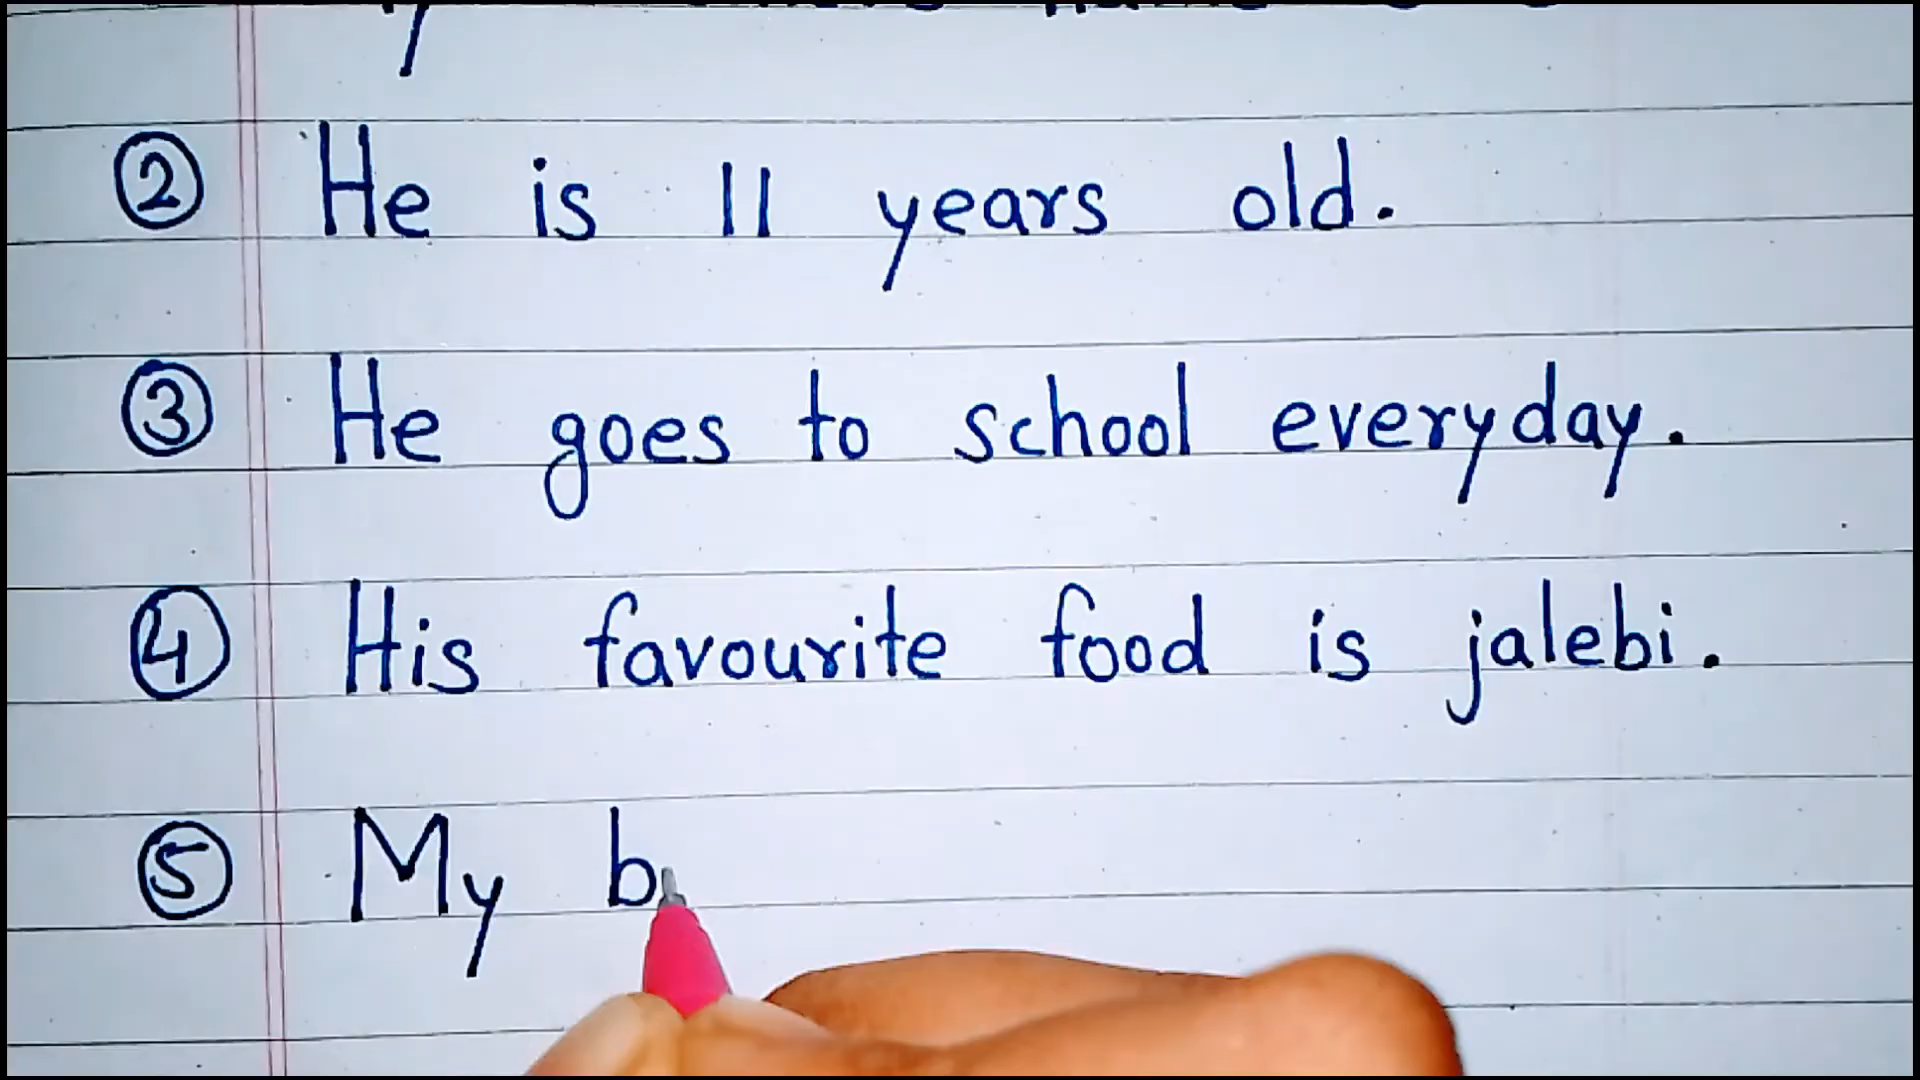 ② He is 11 years old.
③ He goes to school everyday.
④ His favourite food is jalebi.
⑤ My b